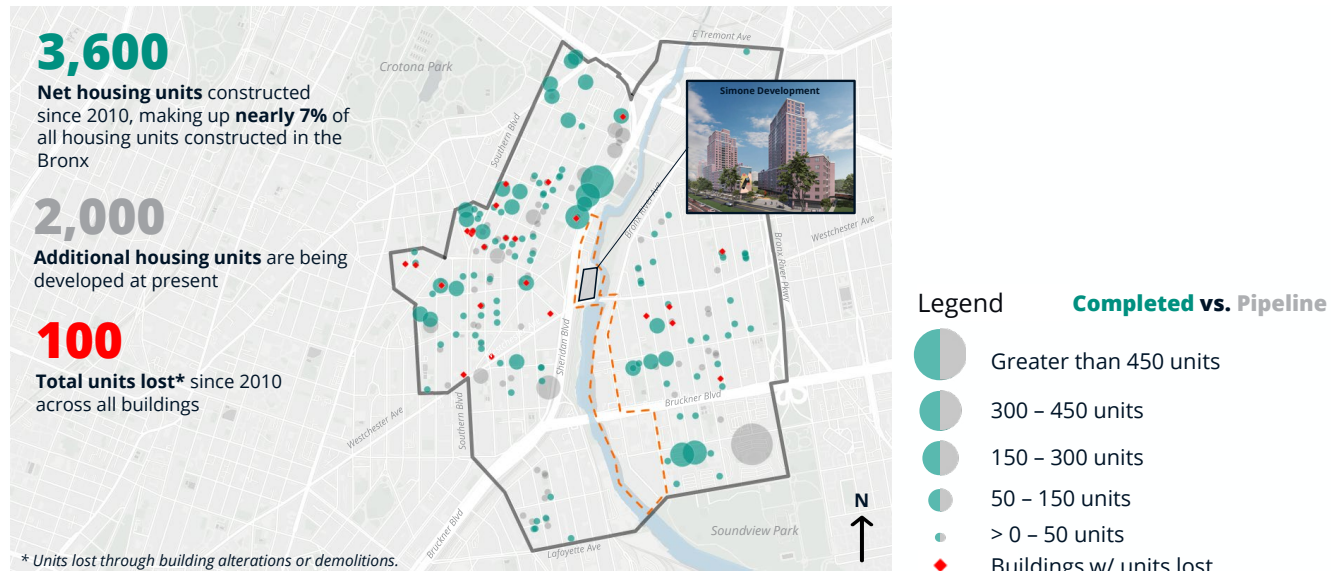 3,600
Net housing units constructed
since 2010, making up nearly 7% of
all housing units constructed in the
Bronx
2,000
Additional housing units are being
developed at present
100
Total units lost* since 2010
across all buildings
* Units lost through building alterations or demolitions.
Crotona Park
E Tremont Ave
Southern Blvd
Simone Development
Bronx River Ave
Westchester Ave
Bronx River Pkwy
Sheridan Blvd
Bruckner Blvd
Westchester Ave
Southern Blvd
Bruckner Blvd
Lafayette Ave
Soundview Park
N
Legend
Completed vs. Pipeline
Greater than 450 units
300 – 450 units
150 – 300 units
50 – 150 units
> 0 – 50 units
Buildings w/ units lost